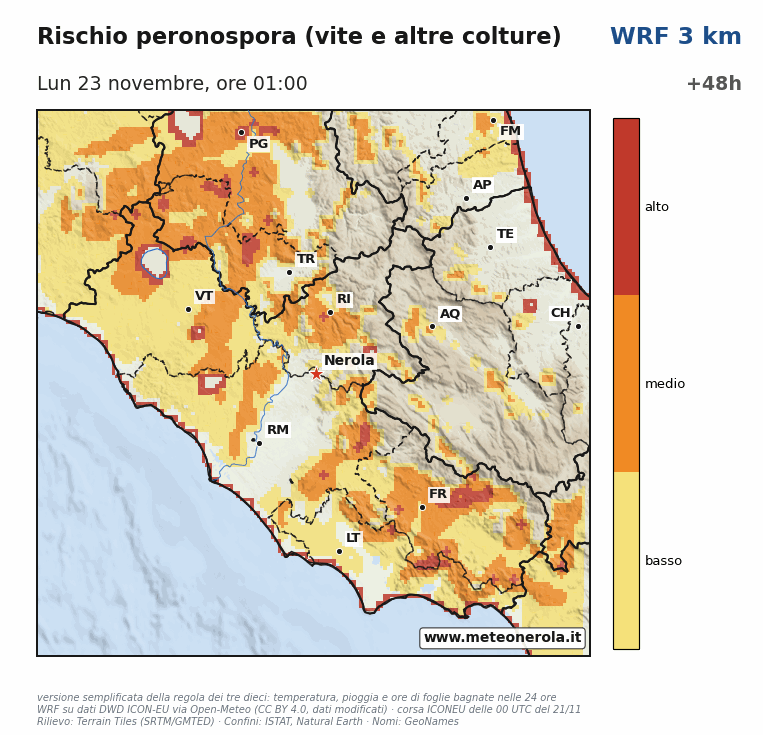 Rischio peronospora (vite e altre colture)
WRF 3 km
Lun 23 novembre, ore 01:00
+48h
FM
PG
AP
TE
TR
VT
RI
AQ
CH
Nerola
RM
FR
LT
alto
medio
basso
www.meteonerola.it
versione semplificata della regola dei tre dieci: temperatura, pioggia e ore di foglie bagnate nelle 24 ore
WRF su dati DWD ICON-EU via Open-Meteo (CC BY 4.0, dati modificati) · corsa ICONEU delle 00 UTC del 21/11
Rilievo: Terrain Tiles (SRTM/GMTED) · Confini: ISTAT, Natural Earth · Nomi: GeoNames